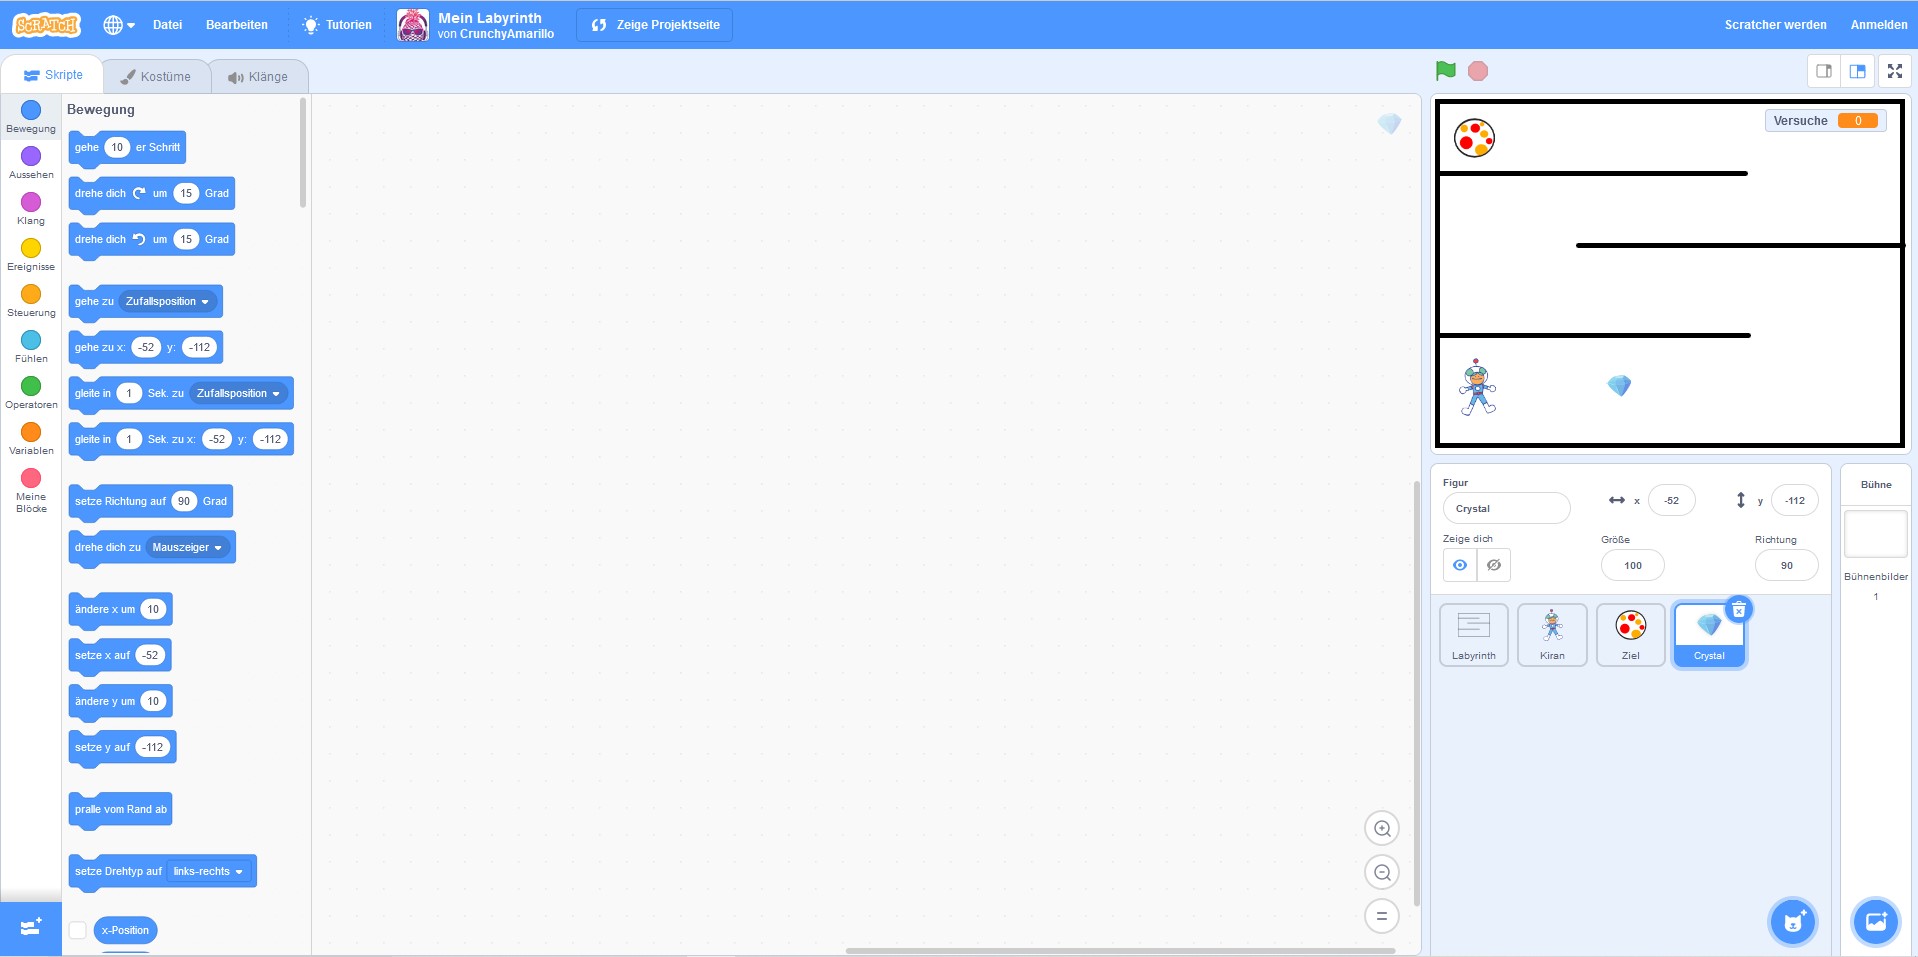 SCRATCH
Datei
Bearbeiten
Tutorien
Mein Labyrinth
von CrunchyAmarillo
Zeige Projektseite
Scratcher werden
Anmelden
Skripte
Kostüme
Klänge
Bewegung
Aussehen
Klang
Ereignisse
Steuerung
Fühlen
Operatoren
Variablen
Meine
Blöcke
Bewegung
gehe 10 er Schritt
drehe dich um 15 Grad
drehe dich um 15 Grad
gehe zu Zufallsposition
gehe zu x: -52 y: -112
gleite in 1 Sek. zu Zufallsposition
gleite in 1 Sek. zu x: -52 y: -112
setze Richtung auf 90 Grad
drehe dich zu Mauszeiger
ändere x um 10
setze x auf -52
ändere y um 10
setze y auf -112
pralle vom Rand ab
setze Drehtyp auf links-rechts
x-Position
Versuche 0
Figur
Crystal
x -52
y -112
Zeige dich
Größe
100
Richtung
90
Labyrinth
Kiran
Ziel
Crystal
Bühne
Bühnenbilder
1